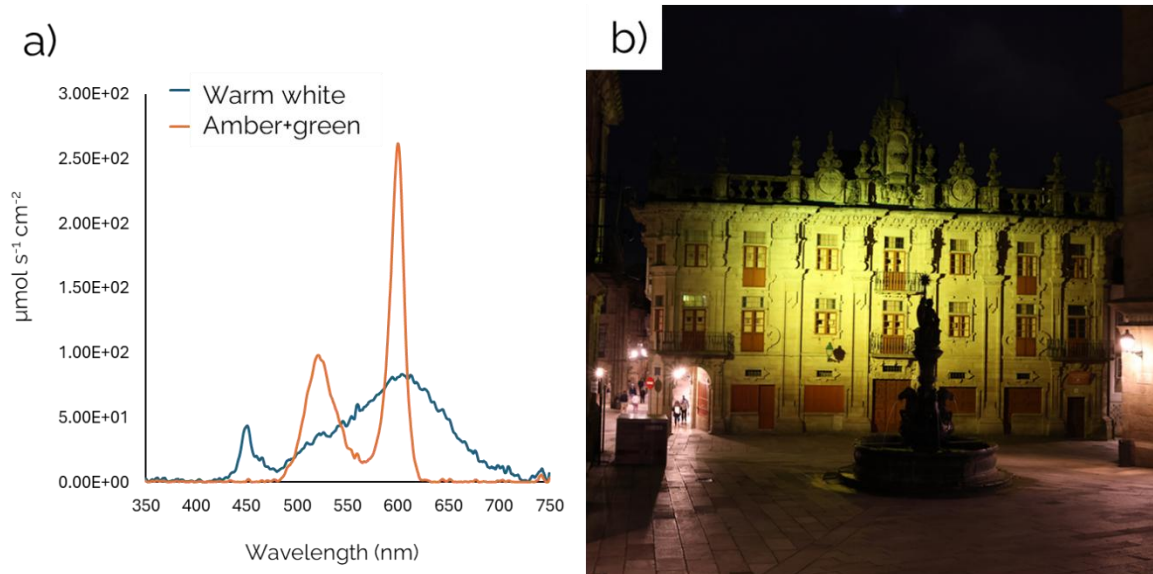 a)
Warm white
Amber+green
3.00E+02
2.50E+02
2.00E+02
1.50E+02
1.00E+02
5.00E+01
0.00E+00
µmol s⁻¹ cm⁻²
350 400 450 500 550 600 650 700 750
Wavelength (nm)
b)